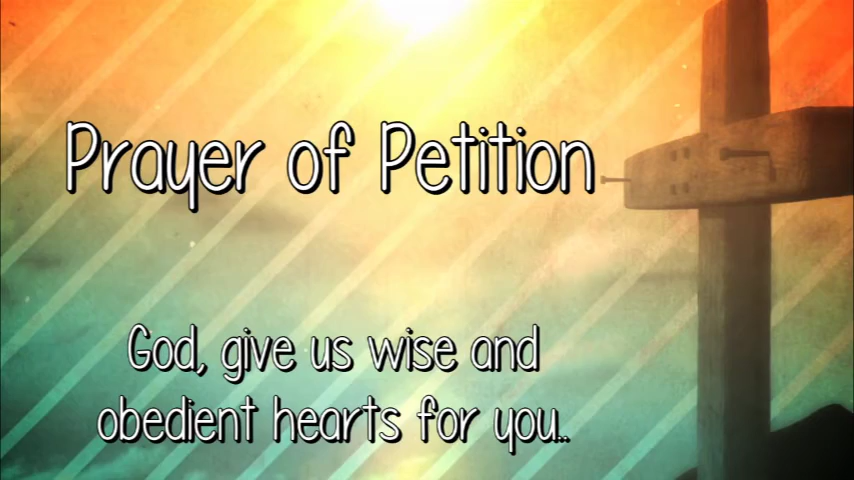 Prayer of Petition
God, give us wise and
obedient hearts for you..